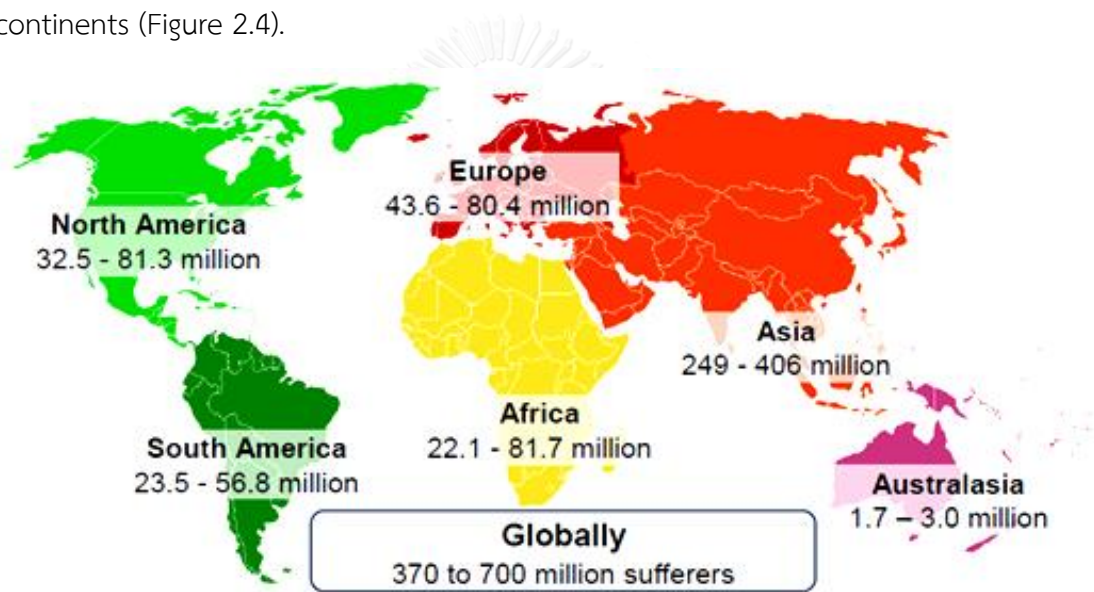 continents (Figure 2.4).
Europe
43.6 - 80.4 million
North America
32.5 - 81.3 million
Asia
249 - 406 million
Africa
22.1 - 81.7 million
South America
23.5 - 56.8 million
Australasia
1.7 – 3.0 million
Globally
370 to 700 million sufferers